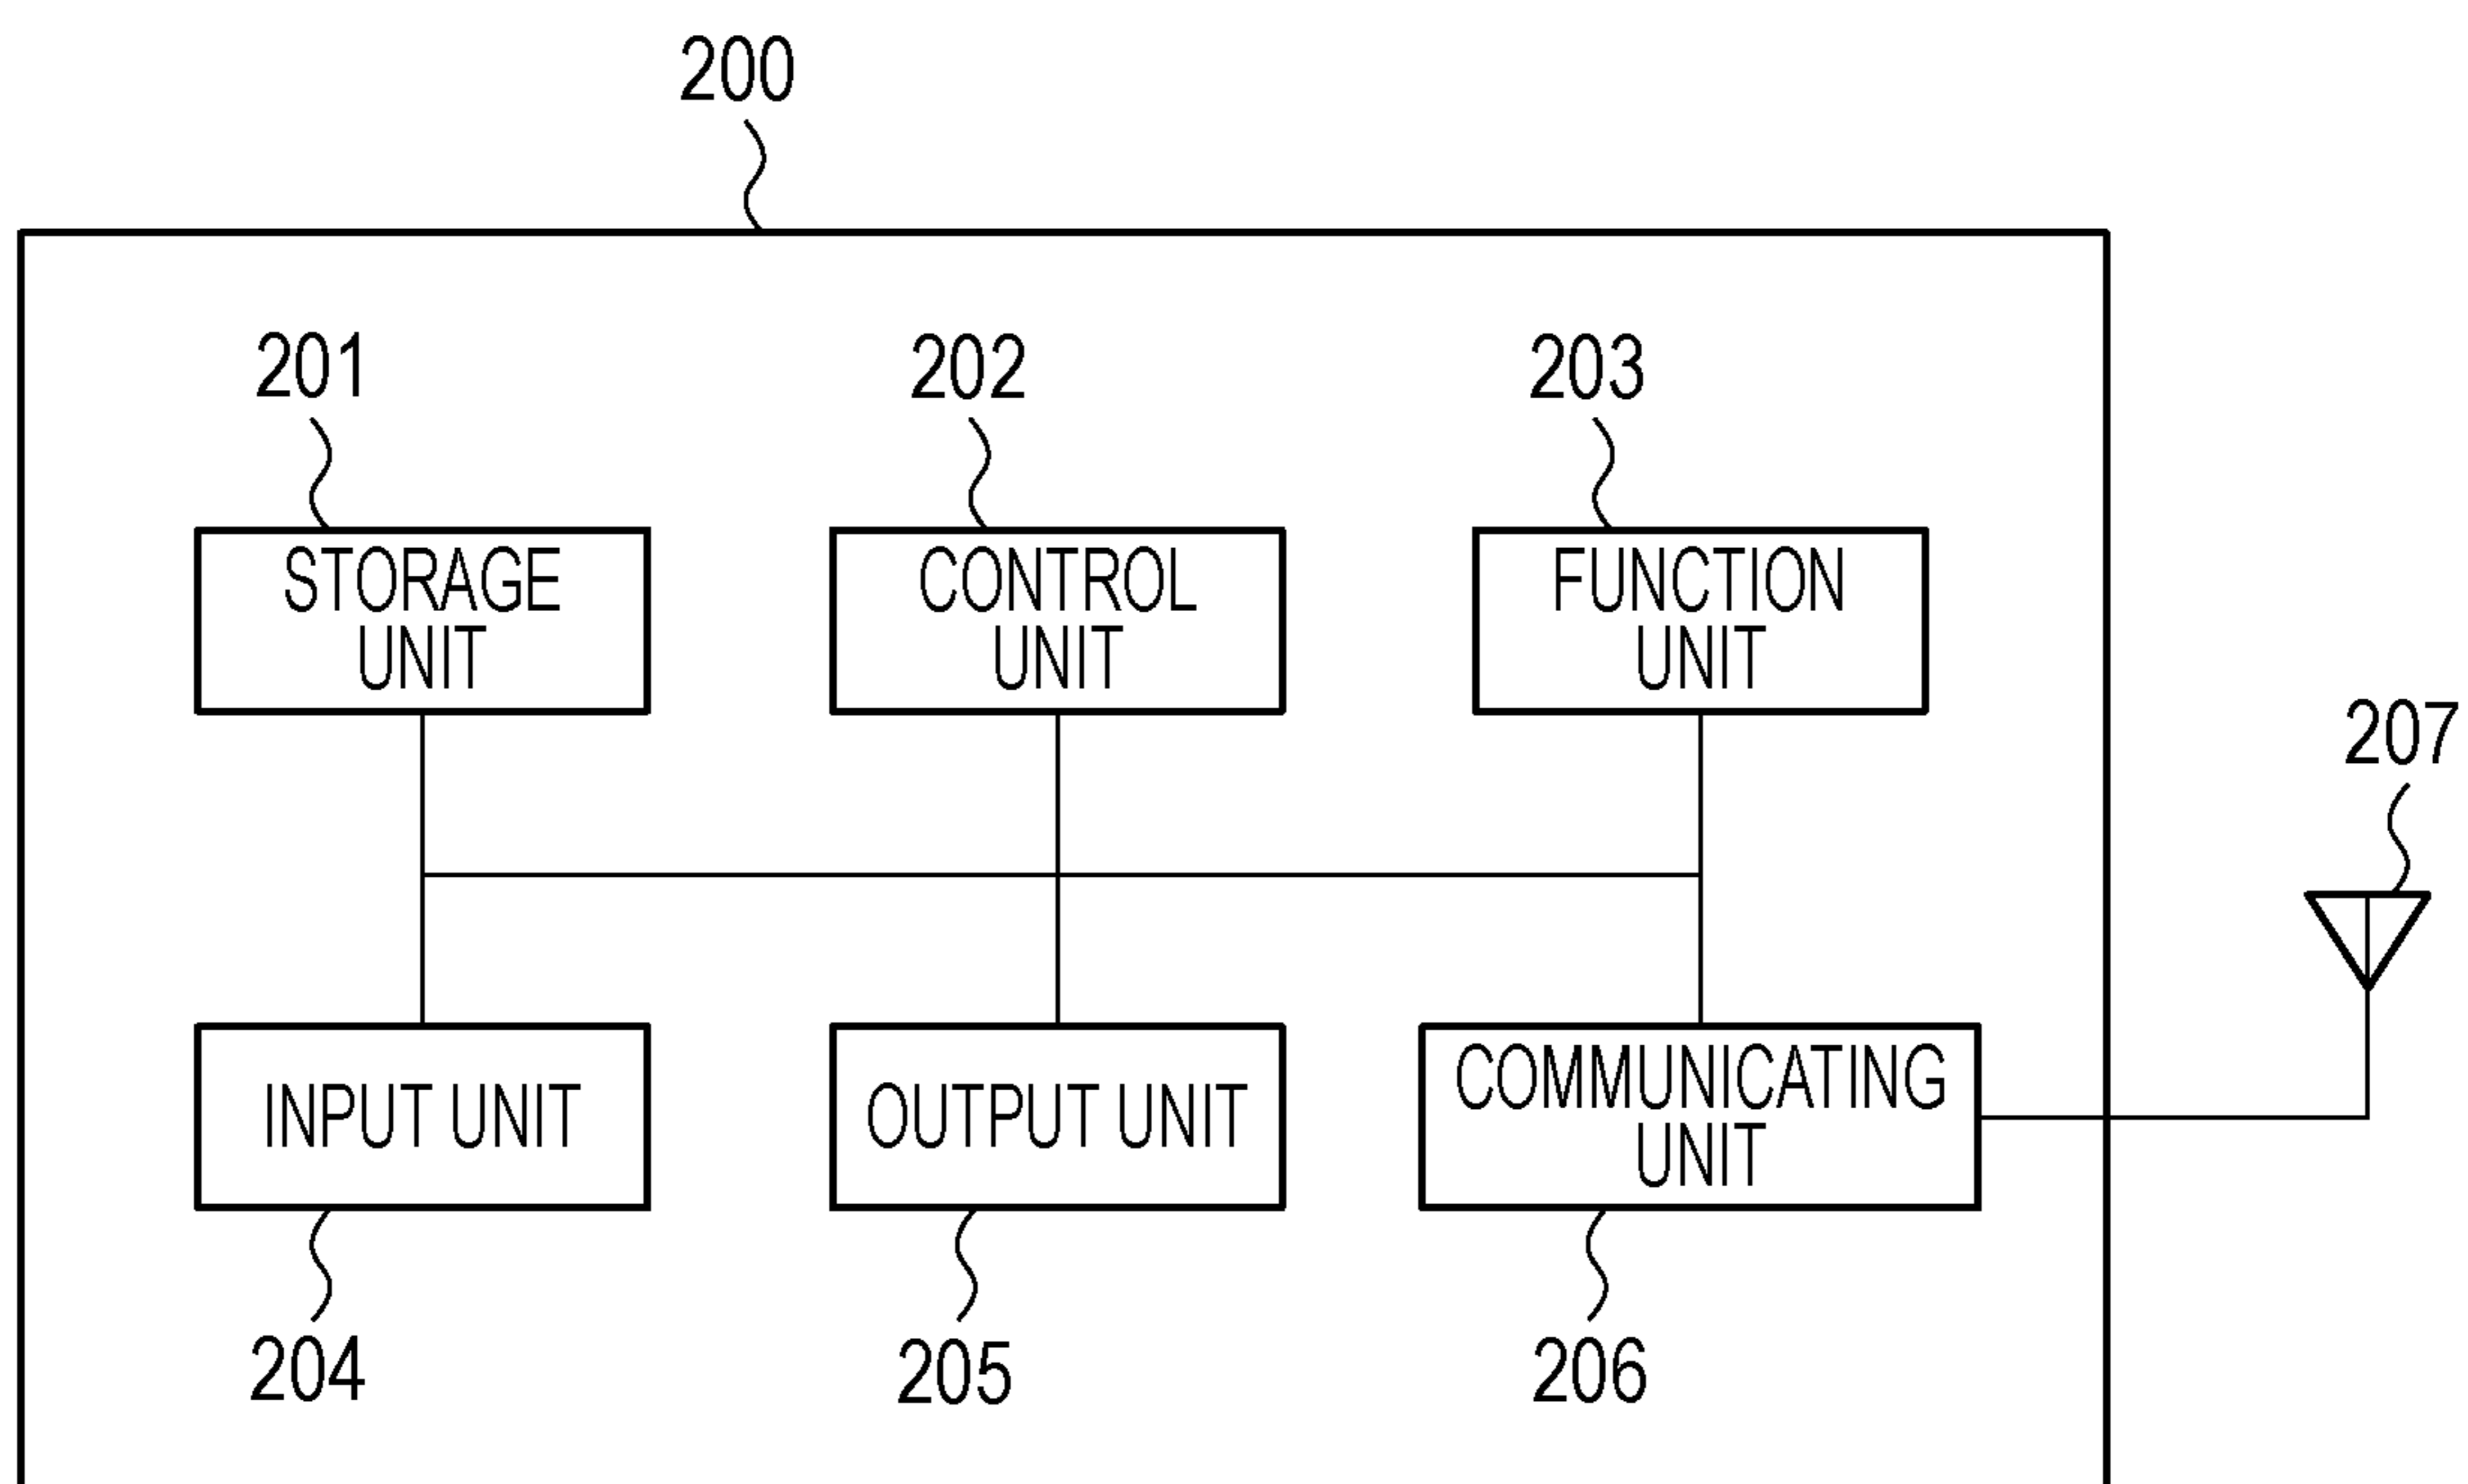 200
201
202
203
STORAGE
UNIT
CONTROL
UNIT
FUNCTION
UNIT
207
INPUT UNIT
OUTPUT UNIT
COMMUNICATING
UNIT
204
205
206